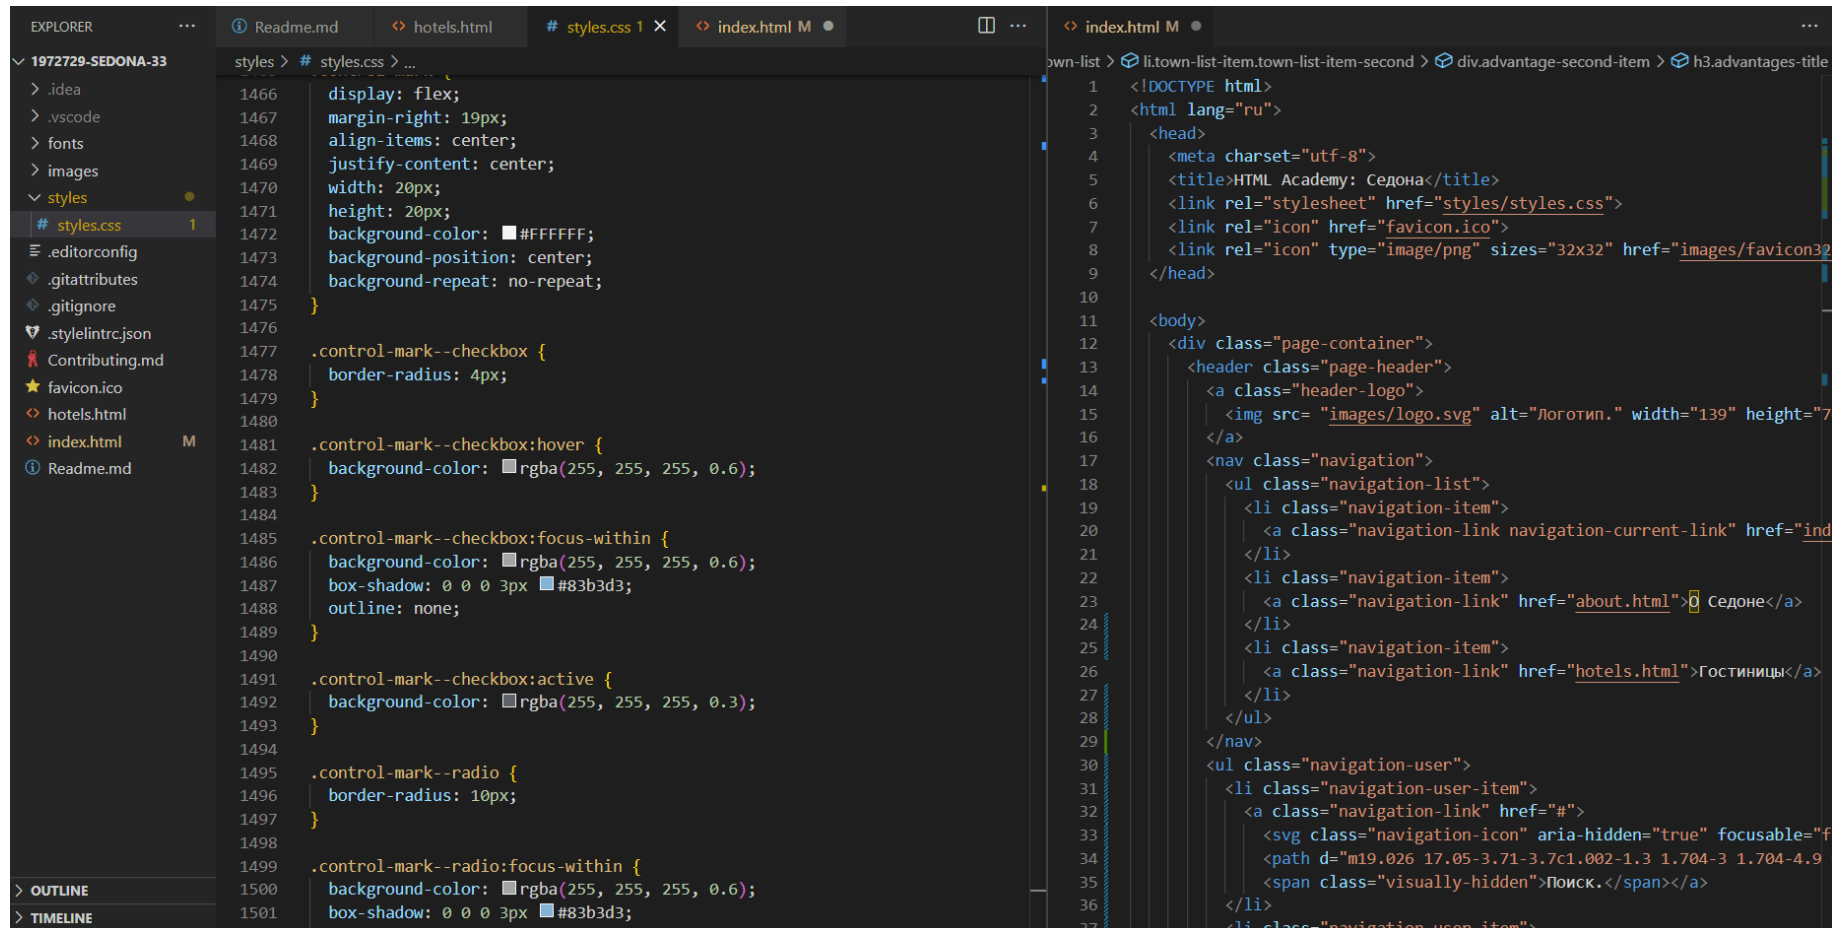 EXPLORER ···
1972729-SEDONA-33
.idea
.vscode
fonts
images
styles
# styles.css 1
.editorconfig
.gitattributes
.gitignore
.stylelintrc.json
Contributing.md
favicon.ico
hotels.html
index.html M
Readme.md
OUTLINE
TIMELINE
Readme.md
hotels.html
# styles.css 1
index.html M
styles > # styles.css > ...
1466 display: flex;
1467 margin-right: 19px;
1468 align-items: center;
1469 justify-content: center;
1470 width: 20px;
1471 height: 20px;
1472 background-color: #FFFFFF;
1473 background-position: center;
1474 background-repeat: no-repeat;
1475 }
1476
1477 .control-mark--checkbox {
1478 border-radius: 4px;
1479 }
1480
1481 .control-mark--checkbox:hover {
1482 background-color: rgba(255, 255, 255, 0.6);
1483 }
1484
1485 .control-mark--checkbox:focus-within {
1486 background-color: rgba(255, 255, 255, 0.6);
1487 box-shadow: 0 0 0 3px #83b3d3;
1488 outline: none;
1489 }
1490
1491 .control-mark--checkbox:active {
1492 background-color: rgba(255, 255, 255, 0.3);
1493 }
1494
1495 .control-mark--radio {
1496 border-radius: 10px;
1497 }
1498
1499 .control-mark--radio:focus-within {
1500 background-color: rgba(255, 255, 255, 0.6);
1501 box-shadow: 0 0 0 3px #83b3d3;
index.html M
own-list > li.town-list-item.town-list-item-second > div.advantage-second-item > h3.advantages-title
1 <!DOCTYPE html>
2 <html lang="ru">
3 <head>
4 <meta charset="utf-8">
5 <title>HTML Academy: Седона</title>
6 <link rel="stylesheet" href="styles/styles.css">
7 <link rel="icon" href="favicon.ico">
8 <link rel="icon" type="image/png" sizes="32x32" href="images/favicon32
9 </head>
10
11 <body>
12 <div class="page-container">
13 <header class="page-header">
14 <a class="header-logo">
15 <img src= "images/logo.svg" alt="Логотип." width="139" height="7
16 </a>
17 <nav class="navigation">
18 <ul class="navigation-list">
19 <li class="navigation-item">
20 <a class="navigation-link navigation-current-link" href="ind
21 </li>
22 <li class="navigation-item">
23 <a class="navigation-link" href="about.html">О Седоне</a>
24 </li>
25 <li class="navigation-item">
26 <a class="navigation-link" href="hotels.html">Гостиницы</a>
27 </li>
28 </ul>
29 </nav>
30 <ul class="navigation-user">
31 <li class="navigation-user-item">
32 <a class="navigation-link" href="#">
33 <svg class="navigation-icon" aria-hidden="true" focusable="f
34 <path d="m19.026 17.05-3.71-3.7c1.002-1.3 1.704-3 1.704-4.9
35 <span class="visually-hidden">Поиск.</span></a>
36 </li>
37 <li class="navigation-user-item">